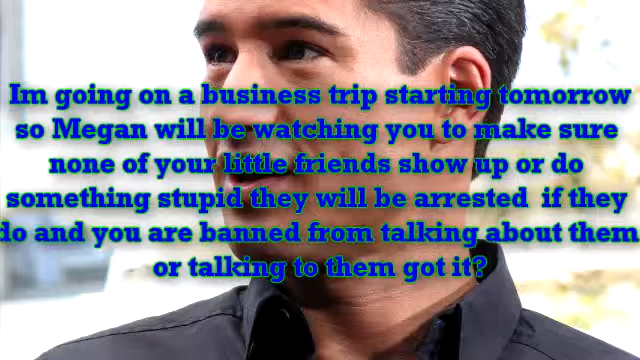 Im going on a business trip starting tomorrow
so Megan will be watching you to make sure
none of your little friends show up or do
something stupid they will be arrested  if they
do and you are banned from talking about them
or talking to them got it?